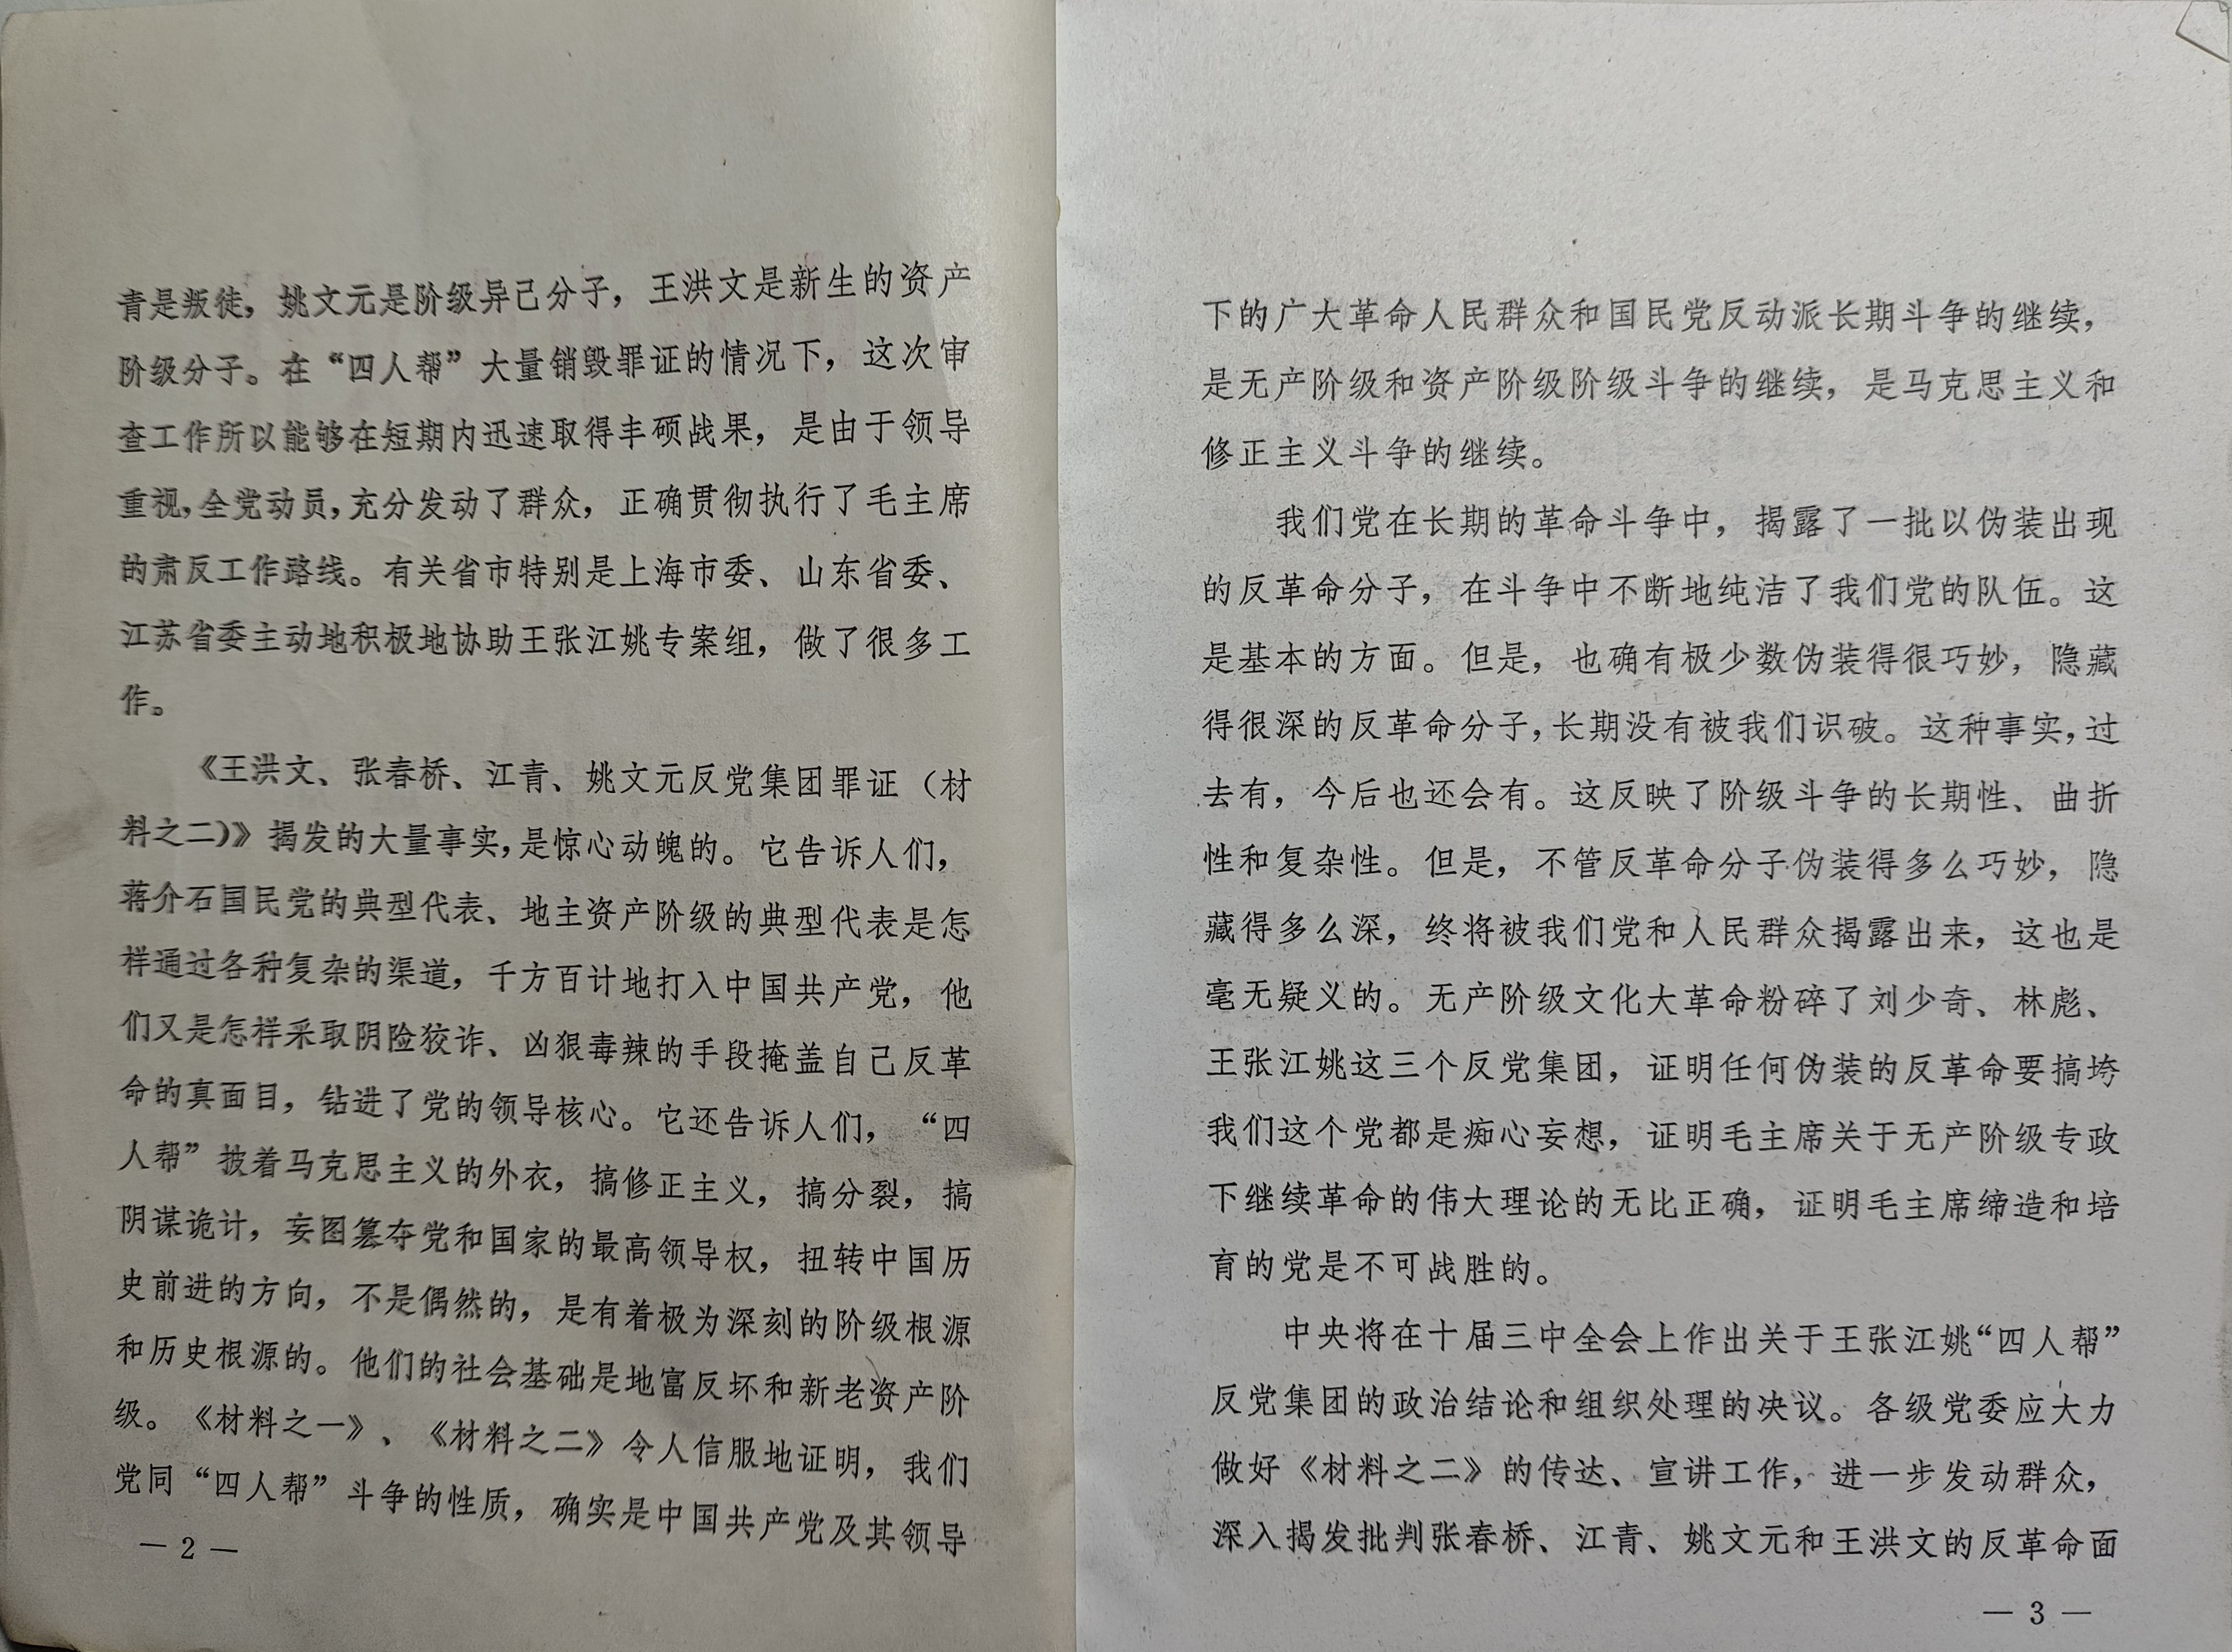 青是叛徒，姚文元是阶级异己分子，王洪文是新生的资产
阶级分子。在“四人帮”大量销毁罪证的情况下，这次审
查工作所以能够在短期内迅速取得丰硕战果，是由于领导
重视，全党动员，充分发动了群众，正确贯彻执行了毛主席
的肃反工作路线。有关省市特别是上海市委、山东省委、
江苏省委主动地积极地协助王张江姚专案组，做了很多工
作。
《王洪文、张春桥、江青、姚文元反党集团罪证（材
料之二）》揭发的大量事实，是惊心动魄的。它告诉人们，
蒋介石国民党的典型代表、地主资产阶级的典型代表是怎
样通过各种复杂的渠道，千方百计地打入中国共产党，他
们又是怎样采取阴险狡诈、凶狠毒辣的手段掩盖自己反革
命的真面目，钻进了党的领导核心。它还告诉人们，“四
人帮”披着马克思主义的外衣，搞修正主义，搞分裂，搞
阴谋诡计，妄图篡夺党和国家的最高领导权，扭转中国历
史前进的方向，不是偶然的，是有着极为深刻的阶级根源
和历史根源的。他们的社会基础是地富反坏和新老资产阶
级。《材料之一》、《材料之二》令人信服地证明，我们
党同“四人帮”斗争的性质，确实是中国共产党及其领导
— 2 —
下的广大革命人民群众和国民党反动派长期斗争的继续，
是无产阶级和资产阶级阶级斗争的继续，是马克思主义和
修正主义斗争的继续。
我们党在长期的革命斗争中，揭露了一批以伪装出现
的反革命分子，在斗争中不断地纯洁了我们党的队伍。这
是基本的方面。但是，也确有极少数伪装得很巧妙，隐藏
得很深的反革命分子，长期没有被我们识破。这种事实，过
去有，今后也还会有。这反映了阶级斗争的长期性、曲折
性和复杂性。但是，不管反革命分子伪装得多么巧妙，隐
藏得多么深，终将被我们党和人民群众揭露出来，这也是
毫无疑义的。无产阶级文化大革命粉碎了刘少奇、林彪、
王张江姚这三个反党集团，证明任何伪装的反革命要搞垮
我们这个党都是痴心妄想，证明毛主席关于无产阶级专政
下继续革命的伟大理论的无比正确，证明毛主席缔造和培
育的党是不可战胜的。
中央将在十届三中全会上作出关于王张江姚“四人帮”
反党集团的政治结论和组织处理的决议。各级党委应大力
做好《材料之二》的传达、宣讲工作，进一步发动群众，
深入揭发批判张春桥、江青、姚文元和王洪文的反革命面
— 3 —